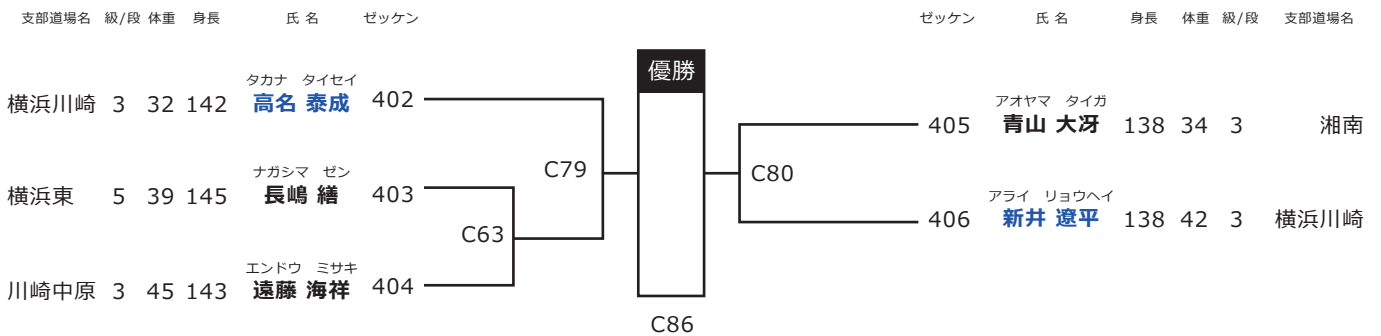 支部道場名 級/段 体重 身長 氏 名 ゼッケン
ゼッケン 氏 名 身長 体重 級/段 支部道場名
優勝
タカナ タイセイ
横浜川崎 3 32 142 高名 泰成 402
アオヤマ タイガ
405 青山 大冴 138 34 3 湘南
C79
C80
ナガシマ ゼン
横浜東 5 39 145 長嶋 繕 403
アライ リョウヘイ
406 新井 遼平 138 42 3 横浜川崎
C63
エンドウ ミサキ
川崎中原 3 45 143 遠藤 海祥 404
C86